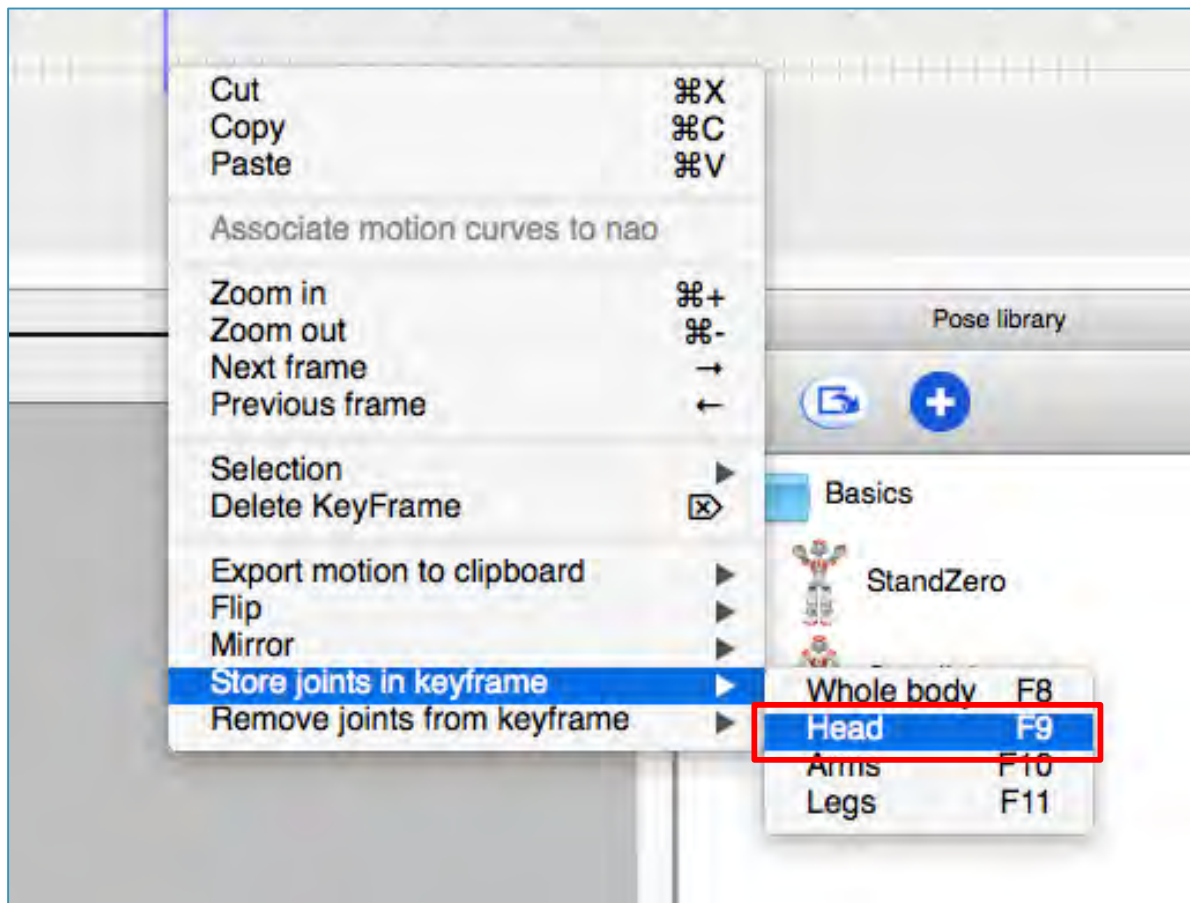 Cut ⌘X
Copy ⌘C
Paste ⌘V
Associate motion curves to nao
Zoom in ⌘+
Zoom out ⌘-
Next frame →
Previous frame ←
Selection ▶
Delete KeyFrame ⌦
Export motion to clipboard ▶
Flip ▶
Mirror ▶
Store joints in keyframe ▶
Remove joints from keyframe ▶
Pose library
Basics
StandZero
Whole body F8
Head F9
Arms F10
Legs F11